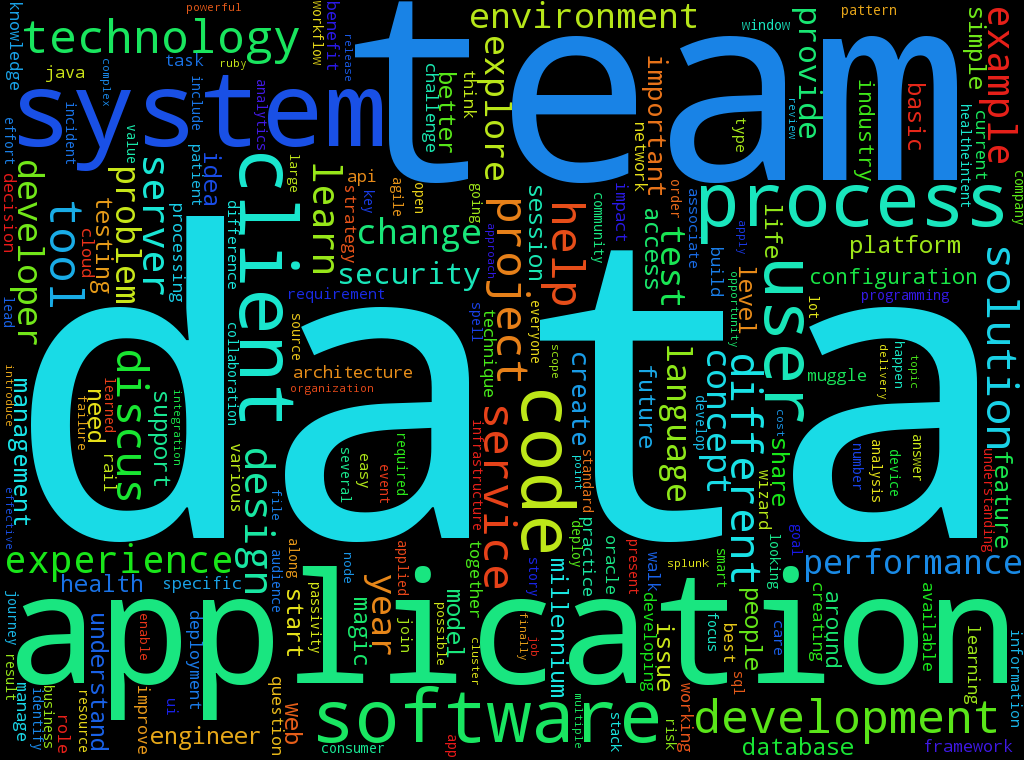 powerful
knowledge
technology
workflow
benefit
release
team
environment
window
pattern
provide
simple
example
task
ruby
java
complex
system
include
analytics
explore
challenge
better
think
important
network
type
review
industry
basic
current
healtheintent
company
effort
incident
value
patient
idea
large
learn
api
key
agile
open
strategy
going
order
associate
community
impact
process
decision
developer
tool
testing
cloud
problem
server
processing
difference
client
change
security
requirement
approach
project
session
help
access
test
build
apply
opportunity
level
life
user
platform
configuration
programming
lot
solution
lead
data
collaboration
source
architecture
organization
spell
technique
everyone
scope
code
create
future
language
concept
develop
different
muggle
delivery
happen
topic
introduce
management
need
learned
failure
rail
discus
support
integration
various
design
file
several
easy
event
required
infrastructure
service
standard
point
deploy
practice
wizard
share
cost
number
analysis
device
answer
understanding
feature
effective
experience
health
specific
audience
along
node
applied
together
story
millennium
oracle
present
walk
splunk
smart
looking
goal
performance
application
journey
result
understand
enable
deployment
start
passivity
magic
year
join
possible
model
cluster
finally
job
developing
issue
focus
best
people
care
creating
around
available
learning
information
manage
identity
business
role
resource
improve
ui
engineer
question
web
software
consumer
app
multiple
stack
risk
working
sql
development
database
framework